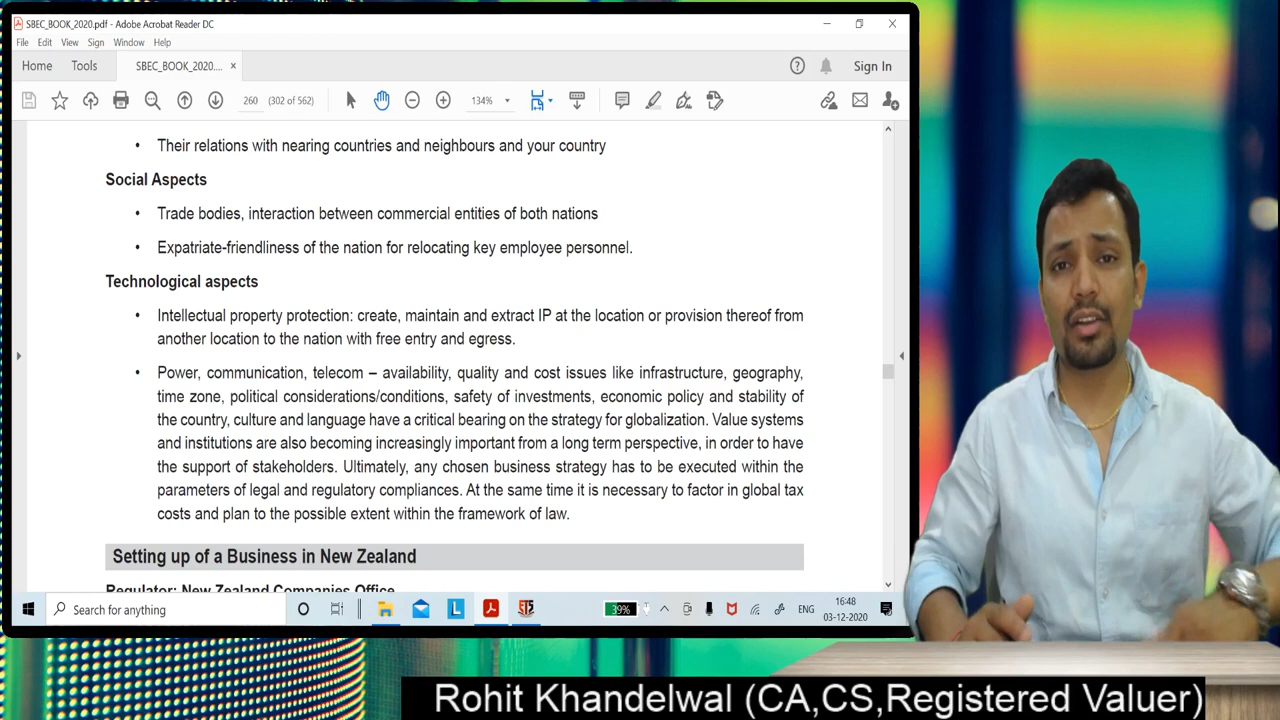 SBEC_BOOK_2020.pdf - Adobe Acrobat Reader DC
File Edit View Sign Window Help
Home Tools SBEC_BOOK_2020.... × Sign In
260 (302 of 562) 134%
• Their relations with nearing countries and neighbours and your country
Social Aspects
• Trade bodies, interaction between commercial entities of both nations
• Expatriate-friendliness of the nation for relocating key employee personnel.
Technological aspects
• Intellectual property protection: create, maintain and extract IP at the location or provision thereof from
another location to the nation with free entry and egress.
• Power, communication, telecom – availability, quality and cost issues like infrastructure, geography,
time zone, political considerations/conditions, safety of investments, economic policy and stability of
the country, culture and language have a critical bearing on the strategy for globalization. Value systems
and institutions are also becoming increasingly important from a long term perspective, in order to have
the support of stakeholders. Ultimately, any chosen business strategy has to be executed within the
parameters of legal and regulatory compliances. At the same time it is necessary to factor in global tax
costs and plan to the possible extent within the framework of law.
Setting up of a Business in New Zealand
Regulator: New Zealand Companies Office
Search for anything 39% ENG 16:48
03-12-2020
Rohit Khandelwal (CA,CS,Registered Valuer)